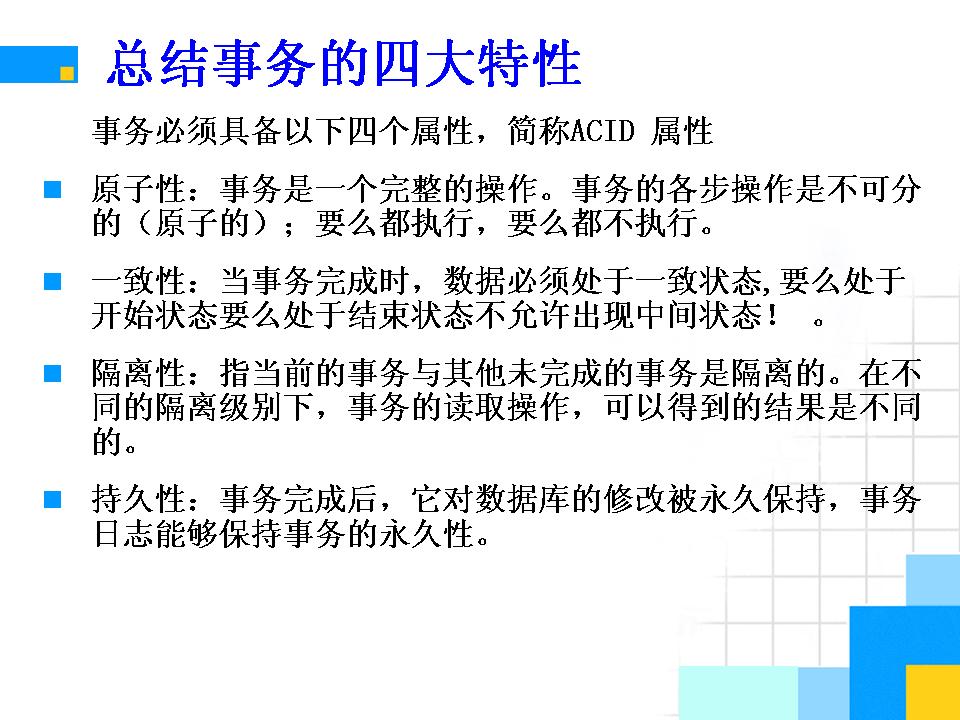 总结事务的四大特性
事务必须具备以下四个属性，简称ACID 属性
原子性：事务是一个完整的操作。事务的各步操作是不可分
的（原子的）；要么都执行，要么都不执行。
一致性：当事务完成时，数据必须处于一致状态,要么处于
开始状态要么处于结束状态不允许出现中间状态！ 。
隔离性：指当前的事务与其他未完成的事务是隔离的。在不
同的隔离级别下，事务的读取操作，可以得到的结果是不同
的。
持久性：事务完成后，它对数据库的修改被永久保持，事务
日志能够保持事务的永久性。